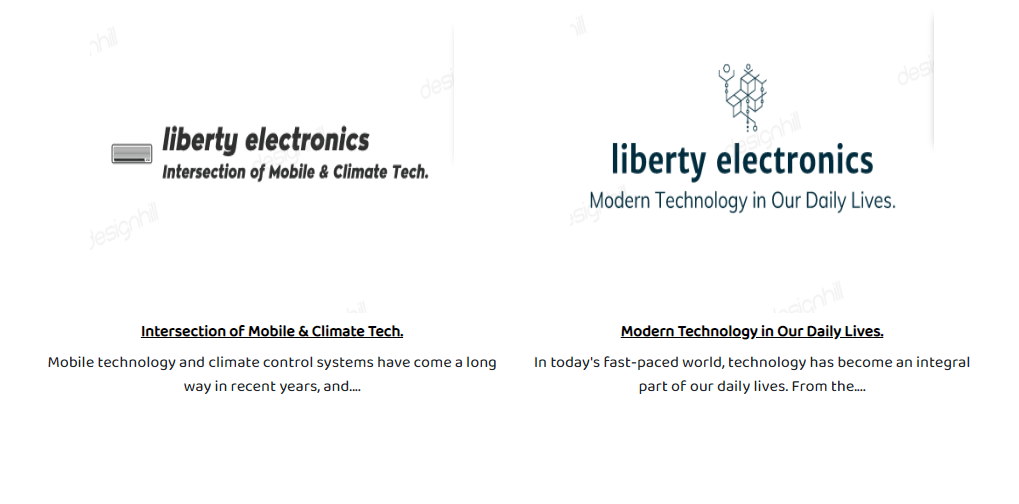 designhill
designhill
liberty electronics
Intersection of Mobile & Climate Tech.
designhill
liberty electronics
Modern Technology in Our Daily Lives.
designhill
Intersection of Mobile & Climate Tech.
Modern Technology in Our Daily Lives.
Mobile technology and climate control systems have come a long
way in recent years, and....
In today's fast-paced world, technology has become an integral
part of our daily lives. From the....